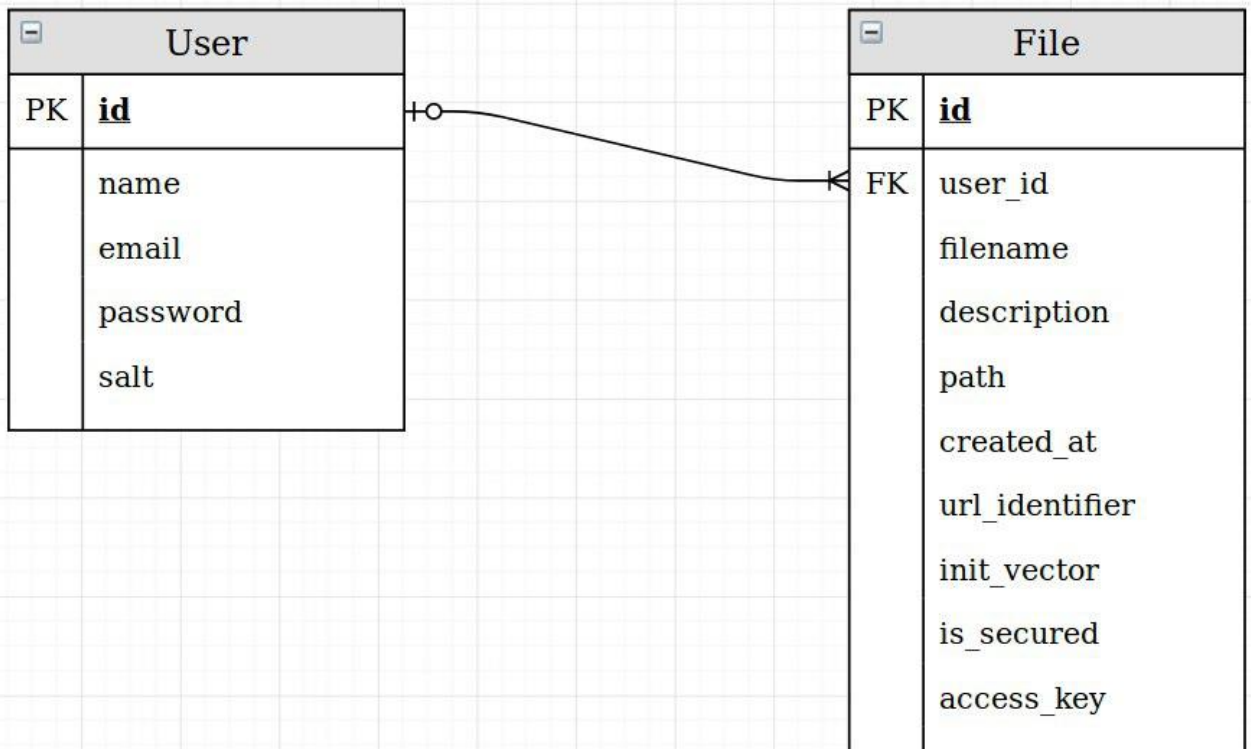 User
PK id
name
email
password
salt
File
PK id
FK user_id
filename
description
path
created_at
url_identifier
init_vector
is_secured
access_key